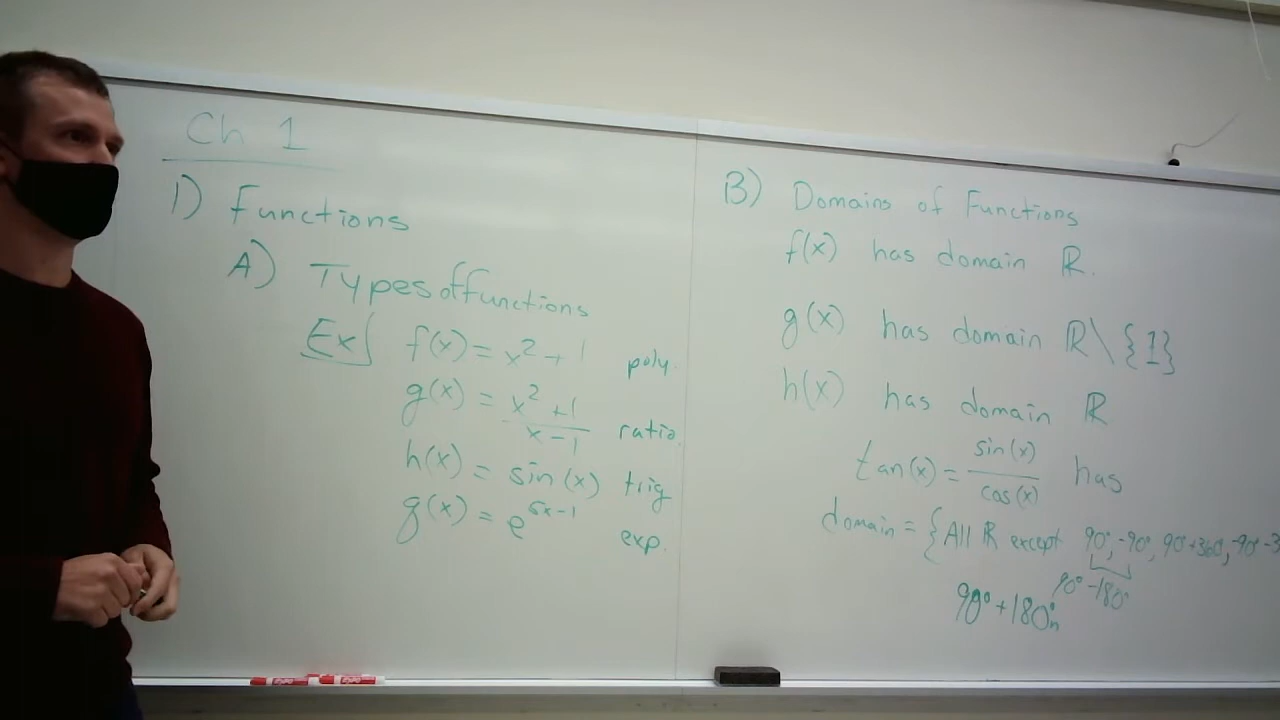 Ch 1
1) Functions
A) Types of functions
Ex f(x) = x² + 1 poly.
g(x) = x² + 1 / x - 1 ratio.
h(x) = sin(x) trig
g(x) = e^5x-1 exp.
B) Domains of Functions
f(x) has domain ℝ.
g(x) has domain ℝ \ {1}
h(x) has domain ℝ
tan(x) = sin(x) / cos(x) has
domain = {All ℝ except 90°, -90°, 90°+360°, -90°-3
90° -180°
90° + 180°n